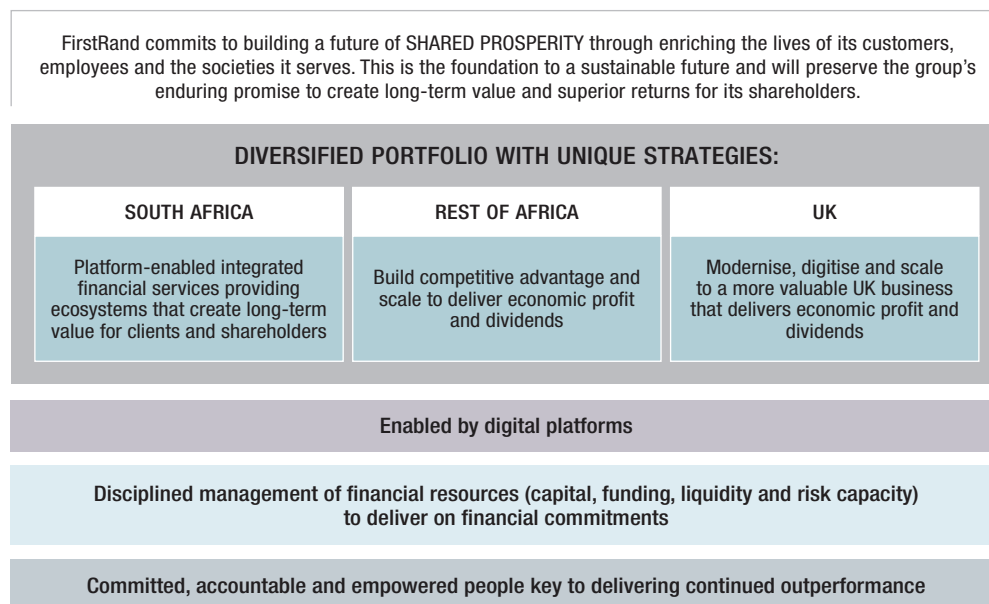 FirstRand commits to building a future of SHARED PROSPERITY through enriching the lives of its customers,
employees and the societies it serves. This is the foundation to a sustainable future and will preserve the group’s
enduring promise to create long-term value and superior returns for its shareholders.
DIVERSIFIED PORTFOLIO WITH UNIQUE STRATEGIES:
SOUTH AFRICA
Platform-enabled integrated
financial services providing
ecosystems that create long-term
value for clients and shareholders
REST OF AFRICA
Build competitive advantage and
scale to deliver economic profit
and dividends
UK
Modernise, digitise and scale
to a more valuable UK business
that delivers economic profit and
dividends
Enabled by digital platforms
Disciplined management of financial resources (capital, funding, liquidity and risk capacity)
to deliver on financial commitments
Committed, accountable and empowered people key to delivering continued outperformance